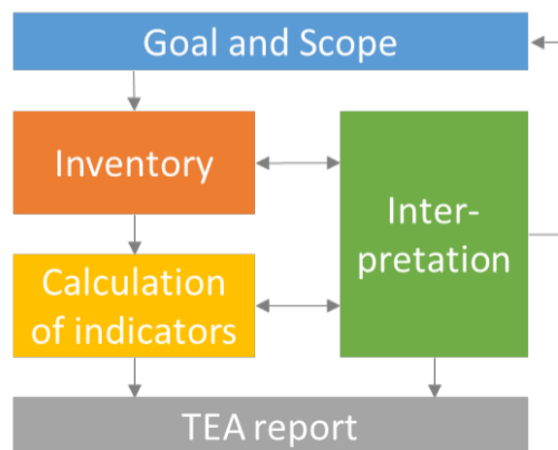 Goal and Scope
Inventory
Inter-
pretation
Calculation
of indicators
TEA report